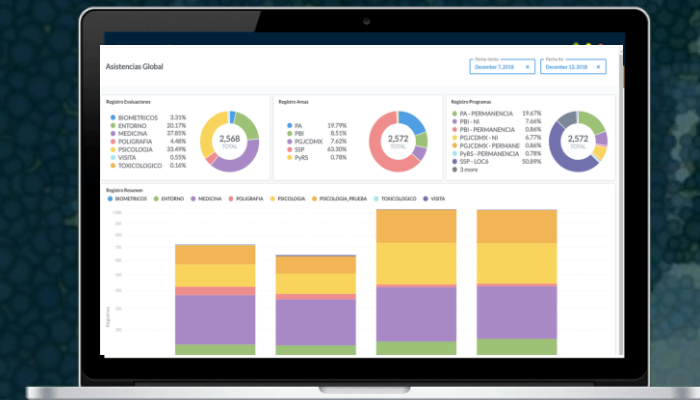 Asistencias Global
Fecha Inicio
December 7, 2018 ×
Fecha fin
December 12, 2018 ×
Registro Evaluaciones
BIOMETRICOS 3.31%
ENTORNO 20.17%
MEDICINA 37.85%
POLIGRAFIA 4.48%
PSICOLOGIA 33.49%
VISITA 0.55%
TOXICOLOGICO 0.16%
2,568
TOTAL
Registro Areas
PA 19.79%
PBI 8.51%
PGJCDMX 7.62%
SSP 63.30%
PyRS 0.78%
2,572
TOTAL
Registro Programas
PA - PERMANENCIA 19.67%
PBI - NI 7.66%
PBI - PERMANENCIA 0.86%
PGJCDMX - NI 6.77%
PGJCDMX - PERMANE 0.86%
PyRS - PERMANENCIA 0.78%
SSP - LOC6 50.89%
3 more
2,572
TOTAL
Registro Resumen
BIOMETRICOS ENTORNO MEDICINA POLIGRAFIA PSICOLOGIA PSICOLOGIA_PRUEBA TOXICOLOGICO VISITA
Registros